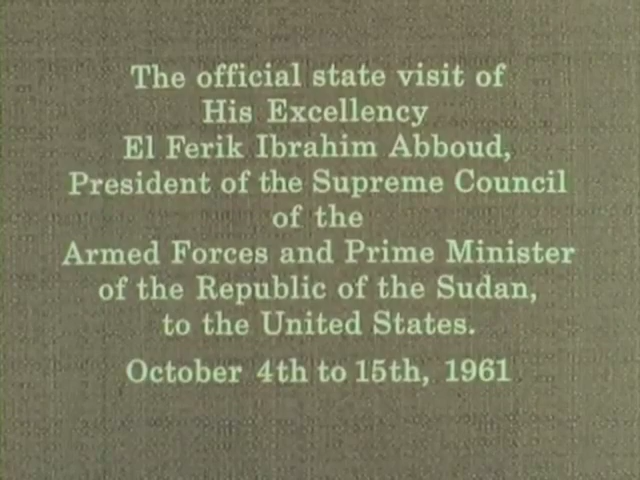 The official state visit of
His Excellency
El Ferik Ibrahim Abboud,
President of the Supreme Council
of the
Armed Forces and Prime Minister
of the Republic of the Sudan,
to the United States.
October 4th to 15th, 1961